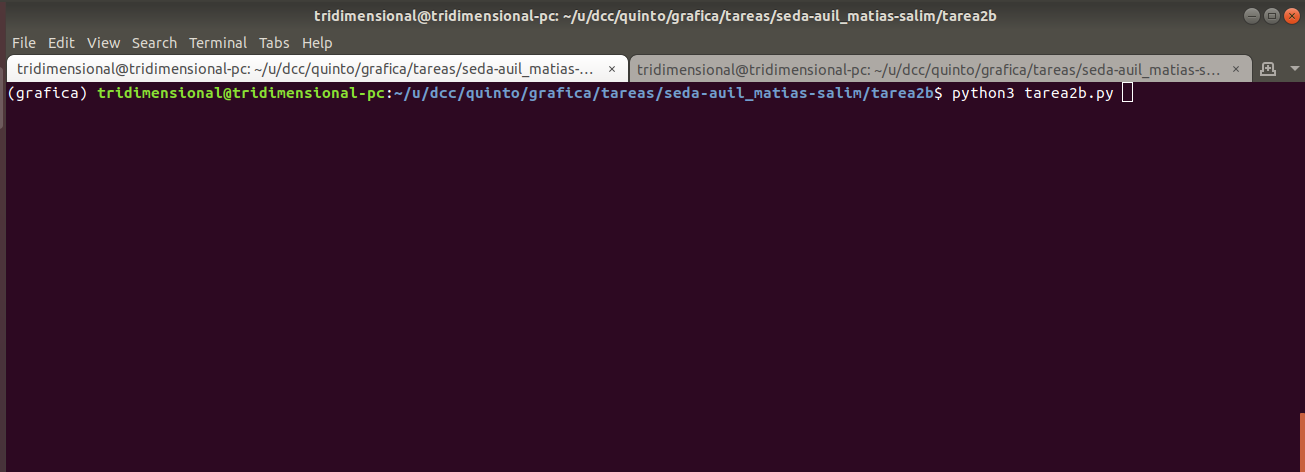 tridimensional@tridimensional-pc: ~/u/dcc/quinto/grafica/tareas/seda-auil_matias-salim/tarea2b
File Edit View Search Terminal Tabs Help
tridimensional@tridimensional-pc: ~/u/dcc/quinto/grafica/tareas/seda-auil_matias-... × tridimensional@tridimensional-pc: ~/u/dcc/quinto/grafica/tareas/seda-auil_matias-s... ×
(grafica) tridimensional@tridimensional-pc:~/u/dcc/quinto/grafica/tareas/seda-auil_matias-salim/tarea2b$ python3 tarea2b.py